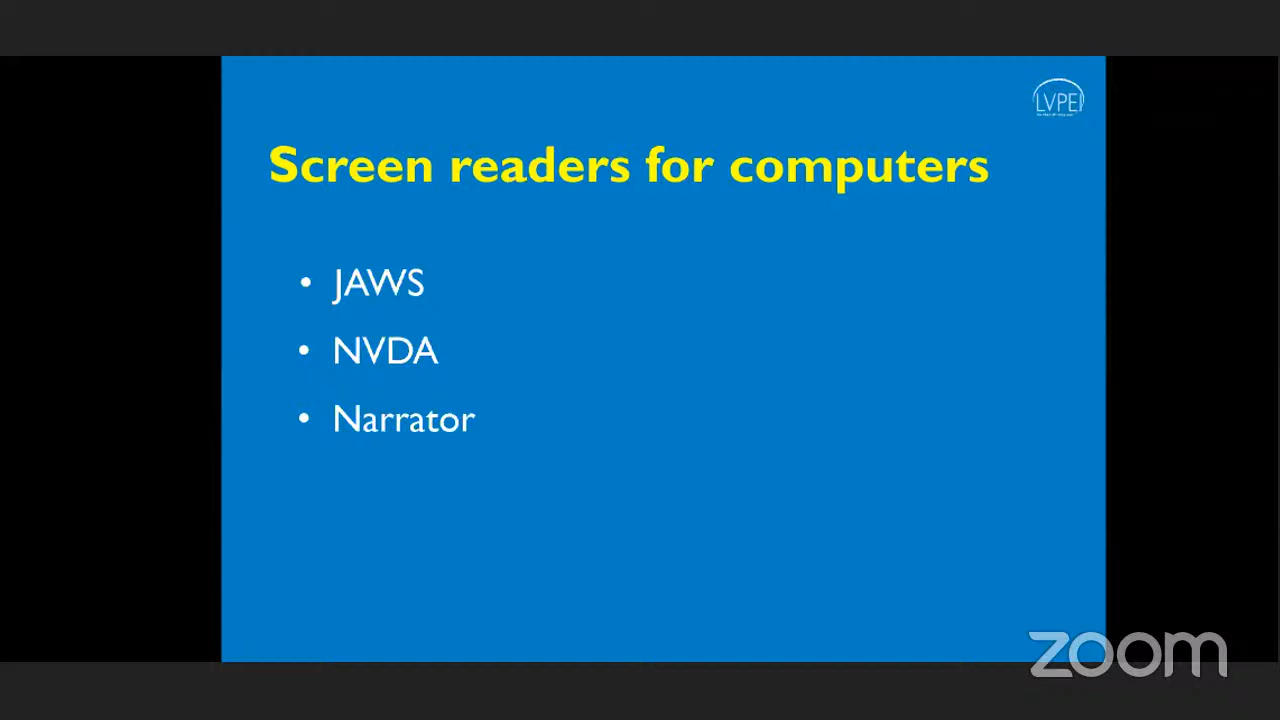 LVPEI
Screen readers for computers
• JAWS
• NVDA
• Narrator
zoom